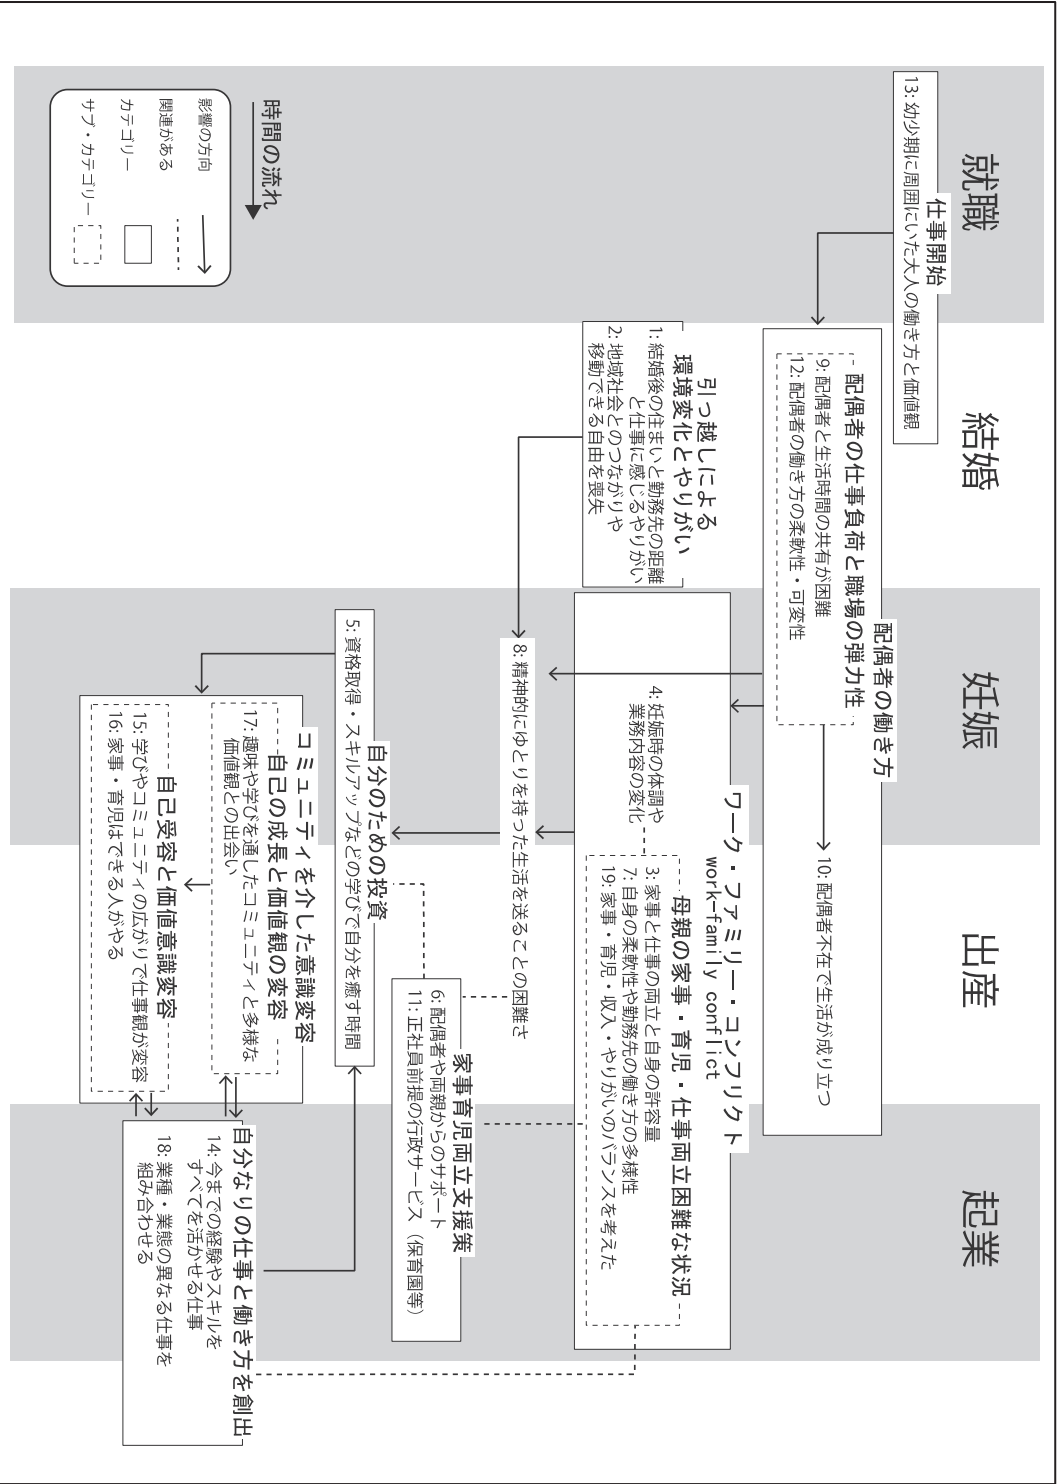 就職
結婚
妊娠
出産
起業
仕事開始
13: 幼少期に周囲にいた大人の働き方と価値観
配偶者の働き方
配偶者の仕事負荷と職場の弾力性
9: 配偶者と生活時間の共有が困難
12: 配偶者の働き方の柔軟性・可変性
10: 配偶者不在で生活が成り立つ
引っ越しによる
環境変化とやりがい
1: 結婚後の住まいと勤務先の距離
と仕事に感じるやりがい
2: 地域社会とのつながりや
移動できる自由を喪失
ワーク・ファミリー・コンフリクト
work-family conflict
4: 妊娠時の体調や
業務内容の変化
母親の家事・育児・仕事両立困難な状況
3: 家事と仕事の両立と自身の許容量
7: 自身の柔軟性や勤務先の働き方の多様性
19: 家事・育児・収入・やりがいのバランスを考えた
8: 精神的にゆとりを持った生活を送ることの困難さ
家事育児両立支援策
6: 配偶者や両親からのサポート
11: 正社員前提の行政サービス（保育園等）
自分のための投資
5: 資格取得・スキルアップなどの学びで自分を癒す時間
コミュニティを介した意識変容
自己の成長と価値観の変容
17: 趣味や学びを通したコミュニティと多様な
価値観との出会い
自己受容と価値意識変容
15: 学びやコミュニティの広がりで仕事観が変容
16: 家事・育児はできる人がやる
自分なりの仕事と働き方を創出
14: 今までの経験やスキルを
すべてを活かせる仕事
18: 業種・業態の異なる仕事を
組み合わせる
時間の流れ
影響の方向
関連がある
カテゴリー
サブ・カテゴリー